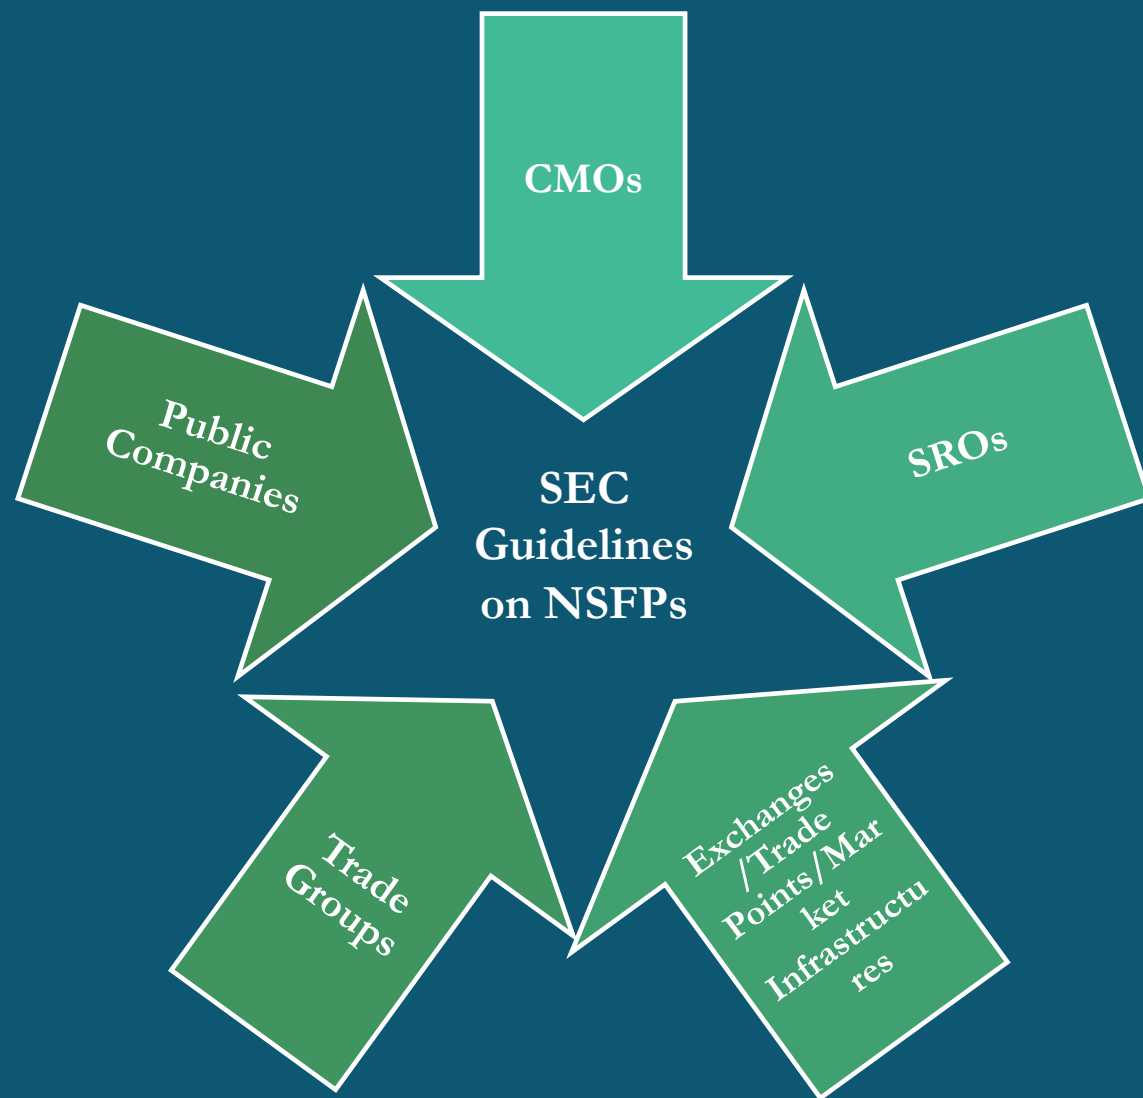 CMOs
SROs
Exchanges
/Trade
Points/Mar
ket
Infrastructu
res
Trade
Groups
Public
Companies
SEC
Guidelines
on NSFPs